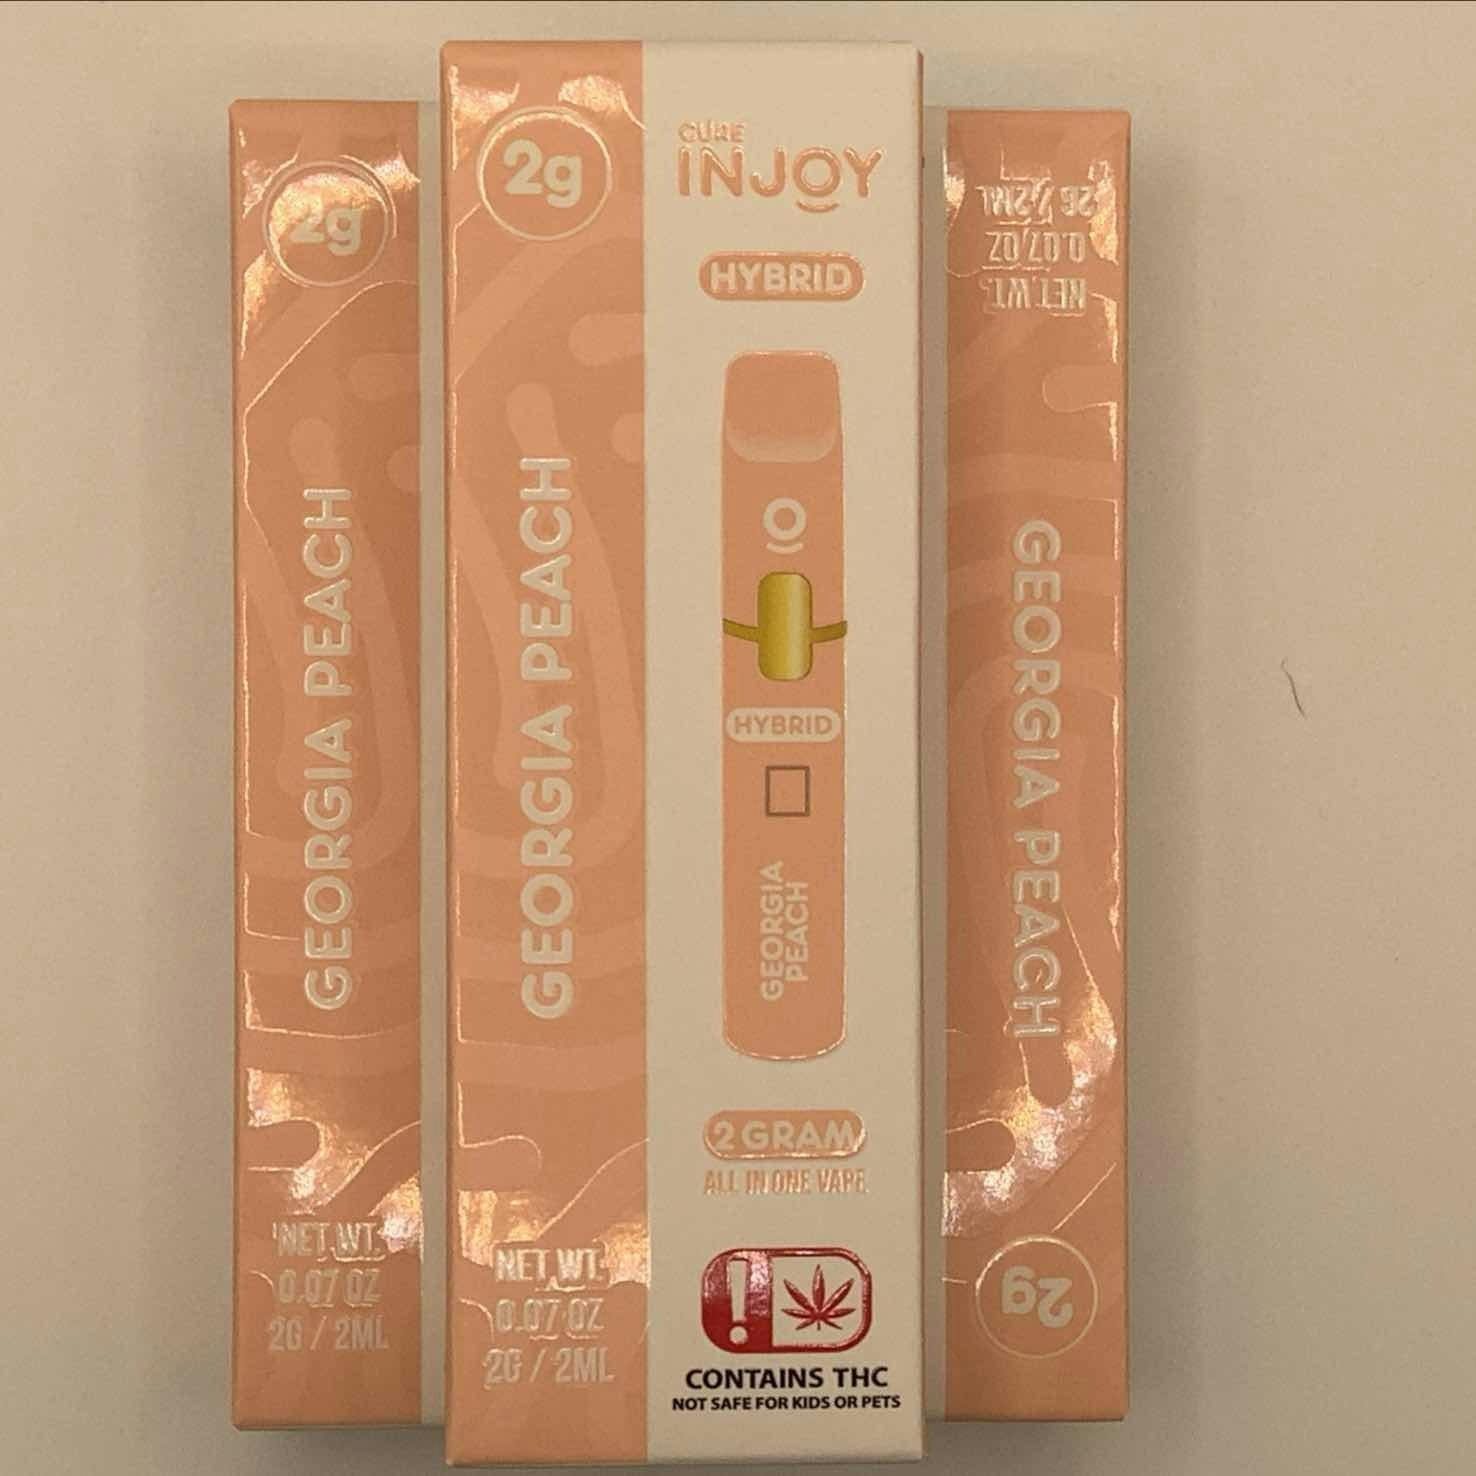 2g
GEORGIA PEACH
NET WT.
0.07 OZ
2G / 2ML
2g
GEORGIA PEACH
NET WT.
0.07 OZ
2G / 2ML
CURE
INJOY
HYBRID
HYBRID
GEORGIA
PEACH
2 GRAM
ALL IN ONE VAPE
!
CONTAINS THC
NOT SAFE FOR KIDS OR PETS
2g
GEORGIA PEACH
NET WT.
0.07 OZ
2G / 2ML